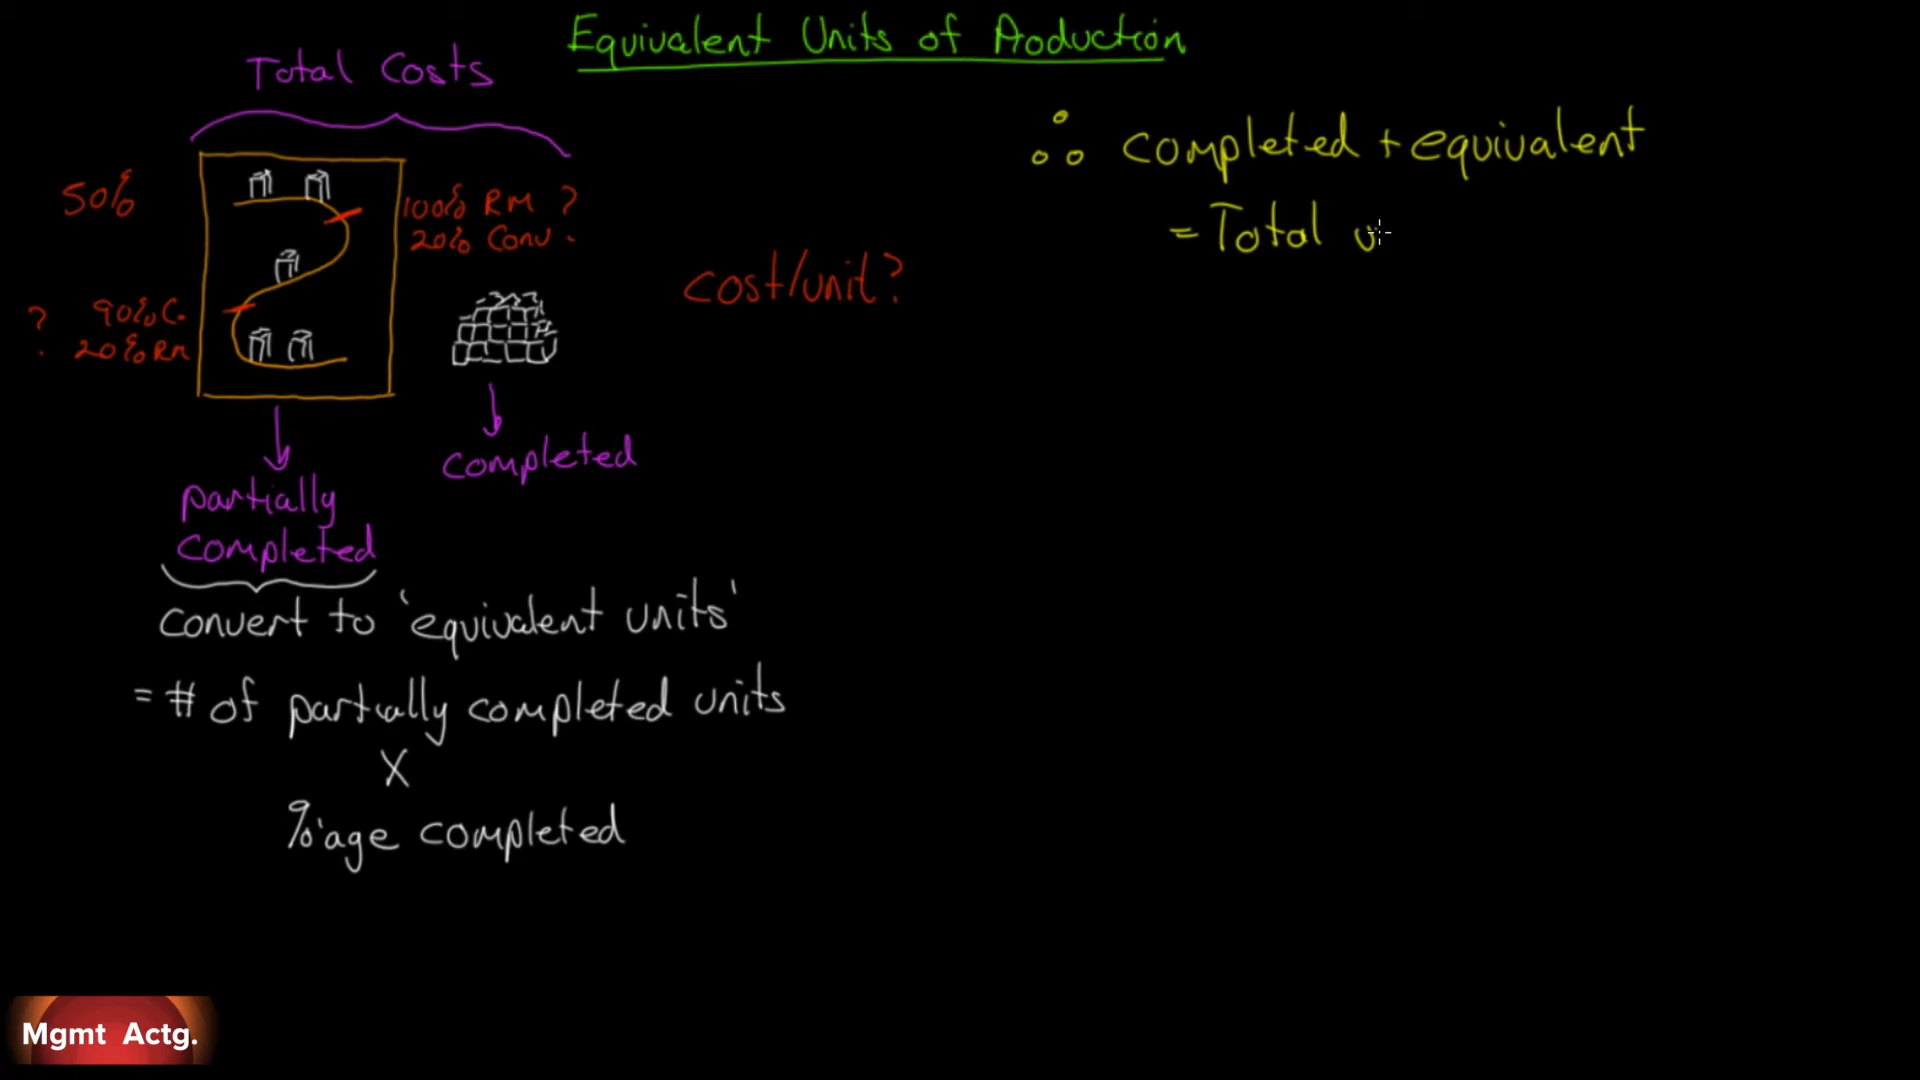 Equivalent Units of Production
Total Costs
50%
100% RM ?
20% Conv.
? 90% C.
20% RM
cost/unit?
completed
partially
completed
convert to 'equivalent units'
= # of partially completed units
X
%'age completed
∴ completed + equivalent
= Total u
Mgmt Actg.